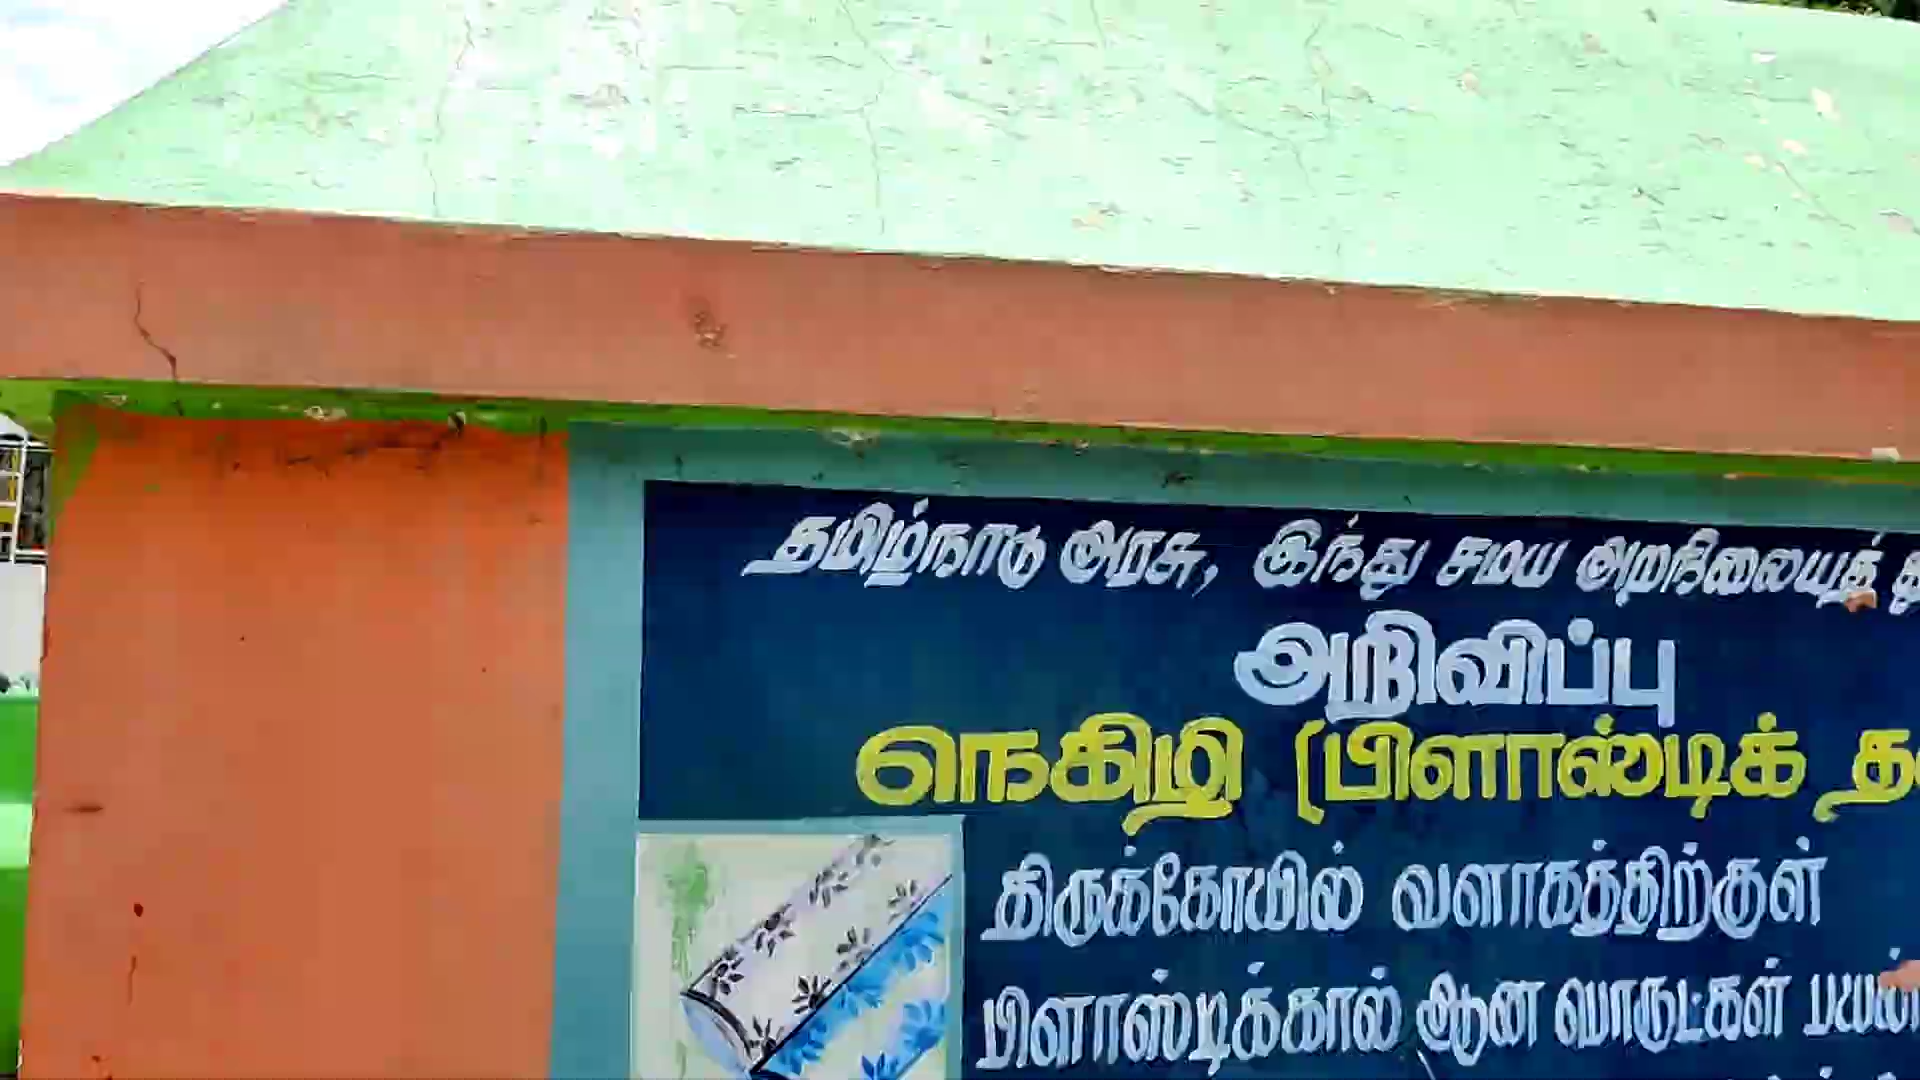 தமிழ்நாடு அரசு, இந்து சமய அறநிலையத்
அறிவிப்பு
நெகிழி (பிளாஸ்டிக்
திருக்கோயில் வளாகத்திற்குள்
பிளாஸ்டிக்கால் ஆன பொருட்கள்